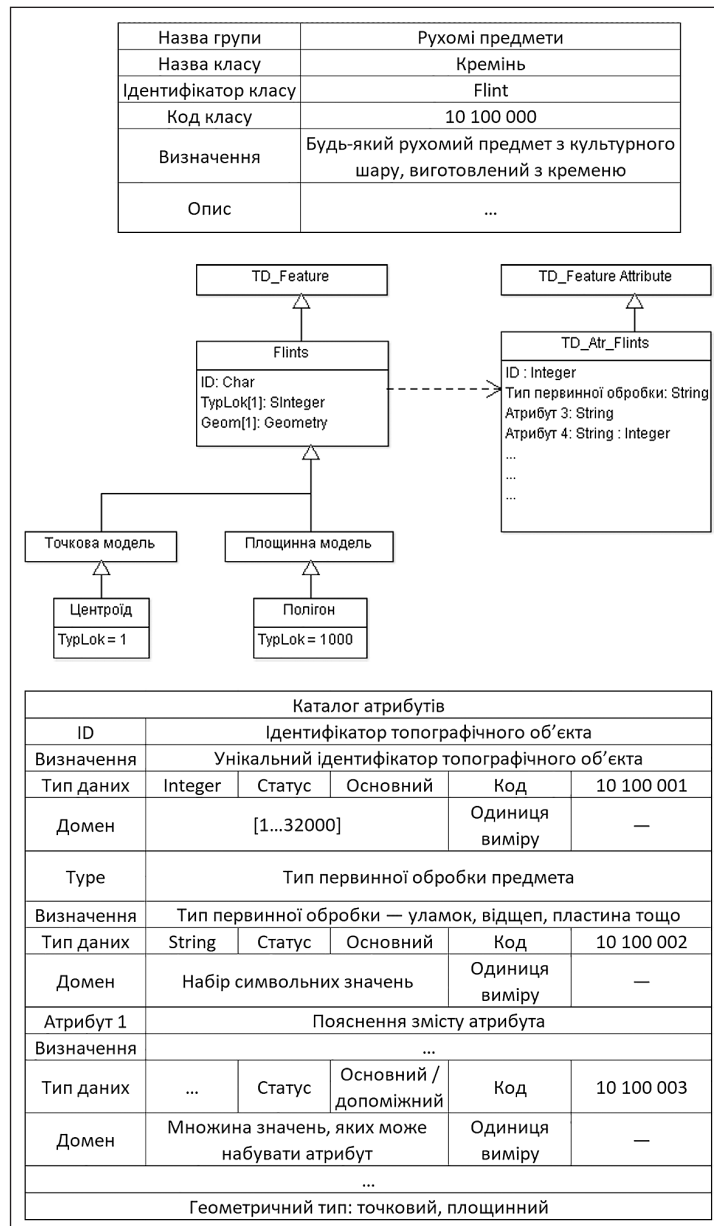 Назва групи Рухомі предмети
Назва класу Кремінь
Ідентифікатор класу Flint
Код класу 10 100 000
Визначення Будь-який рухомий предмет з культурного
шару, виготовлений з кременю
Опис ...
TD_Feature
TD_Feature Attribute
Flints
ID: Char
TypLok[1]: SInteger
Geom[1]: Geometry
TD_Atr_Flints
ID : Integer
Тип первинної обробки: String
Атрибут 3: String
Атрибут 4: String : Integer
...
...
...
Точкова модель
Площинна модель
Центроїд
TypLok = 1
Полігон
TypLok = 1000
Каталог атрибутів
ID Ідентифікатор топографічного об’єкта
Визначення Унікальний ідентифікатор топографічного об’єкта
Тип даних Integer Статус Основний Код 10 100 001
Домен [1...32000] Одиниця
виміру —
Type Тип первинної обробки предмета
Визначення Тип первинної обробки — уламок, відщеп, пластина тощо
Тип даних String Статус Основний Код 10 100 002
Домен Набір символьних значень Одиниця
виміру —
Атрибут 1 Пояснення змісту атрибута
Визначення ...
Тип даних ... Статус Основний /
допоміжний Код 10 100 003
Домен Множина значень, яких може
набувати атрибут Одиниця
виміру —
...
Геометричний тип: точковий, площинний